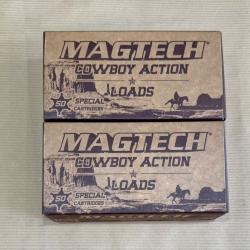 MAGTECH
COWBOY ACTION
LOADS
50 SPECIAL
CARTRIDGES
MAGTECH
COWBOY ACTION
LOADS
50 SPECIAL
CARTRIDGES